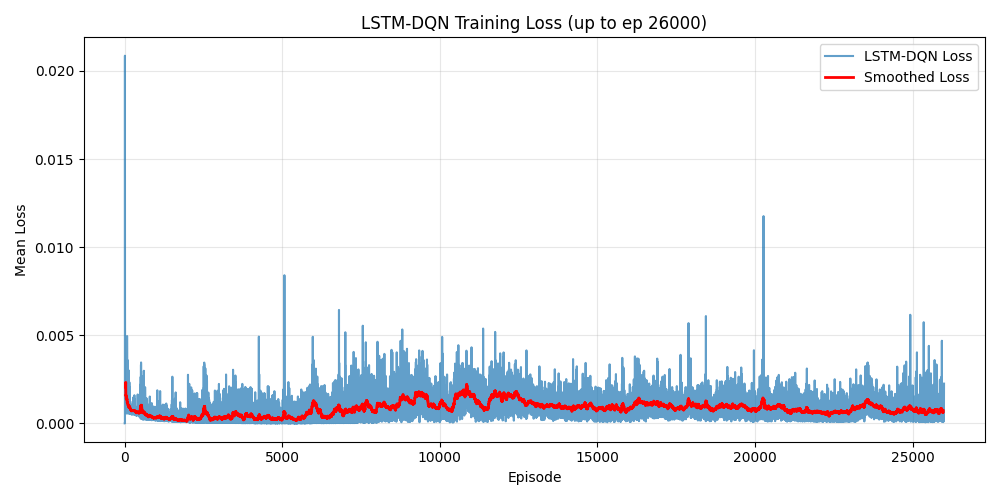 LSTM-DQN Training Loss (up to ep 26000)
LSTM-DQN Loss
Smoothed Loss
Mean Loss
0.020
0.015
0.010
0.005
0.000
0
5000
10000
15000
20000
25000
Episode